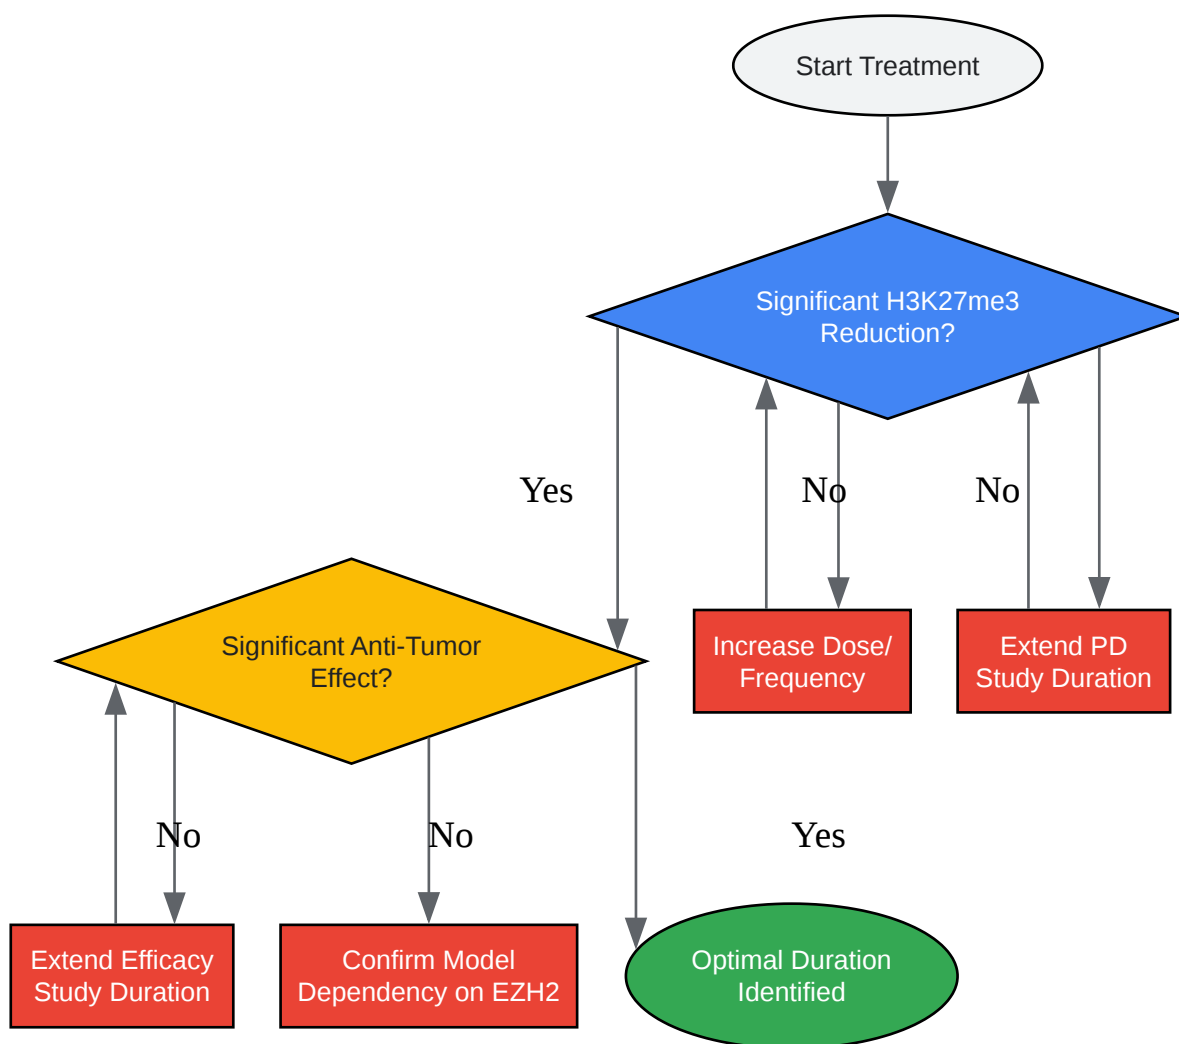 Start Treatment
Significant H3K27me3
Reduction?
Yes
No
No
Significant Anti-Tumor
Effect?
Increase Dose/
Frequency
Extend PD
Study Duration
No
No
Yes
Extend Efficacy
Study Duration
Confirm Model
Dependency on EZH2
Optimal Duration
Identified